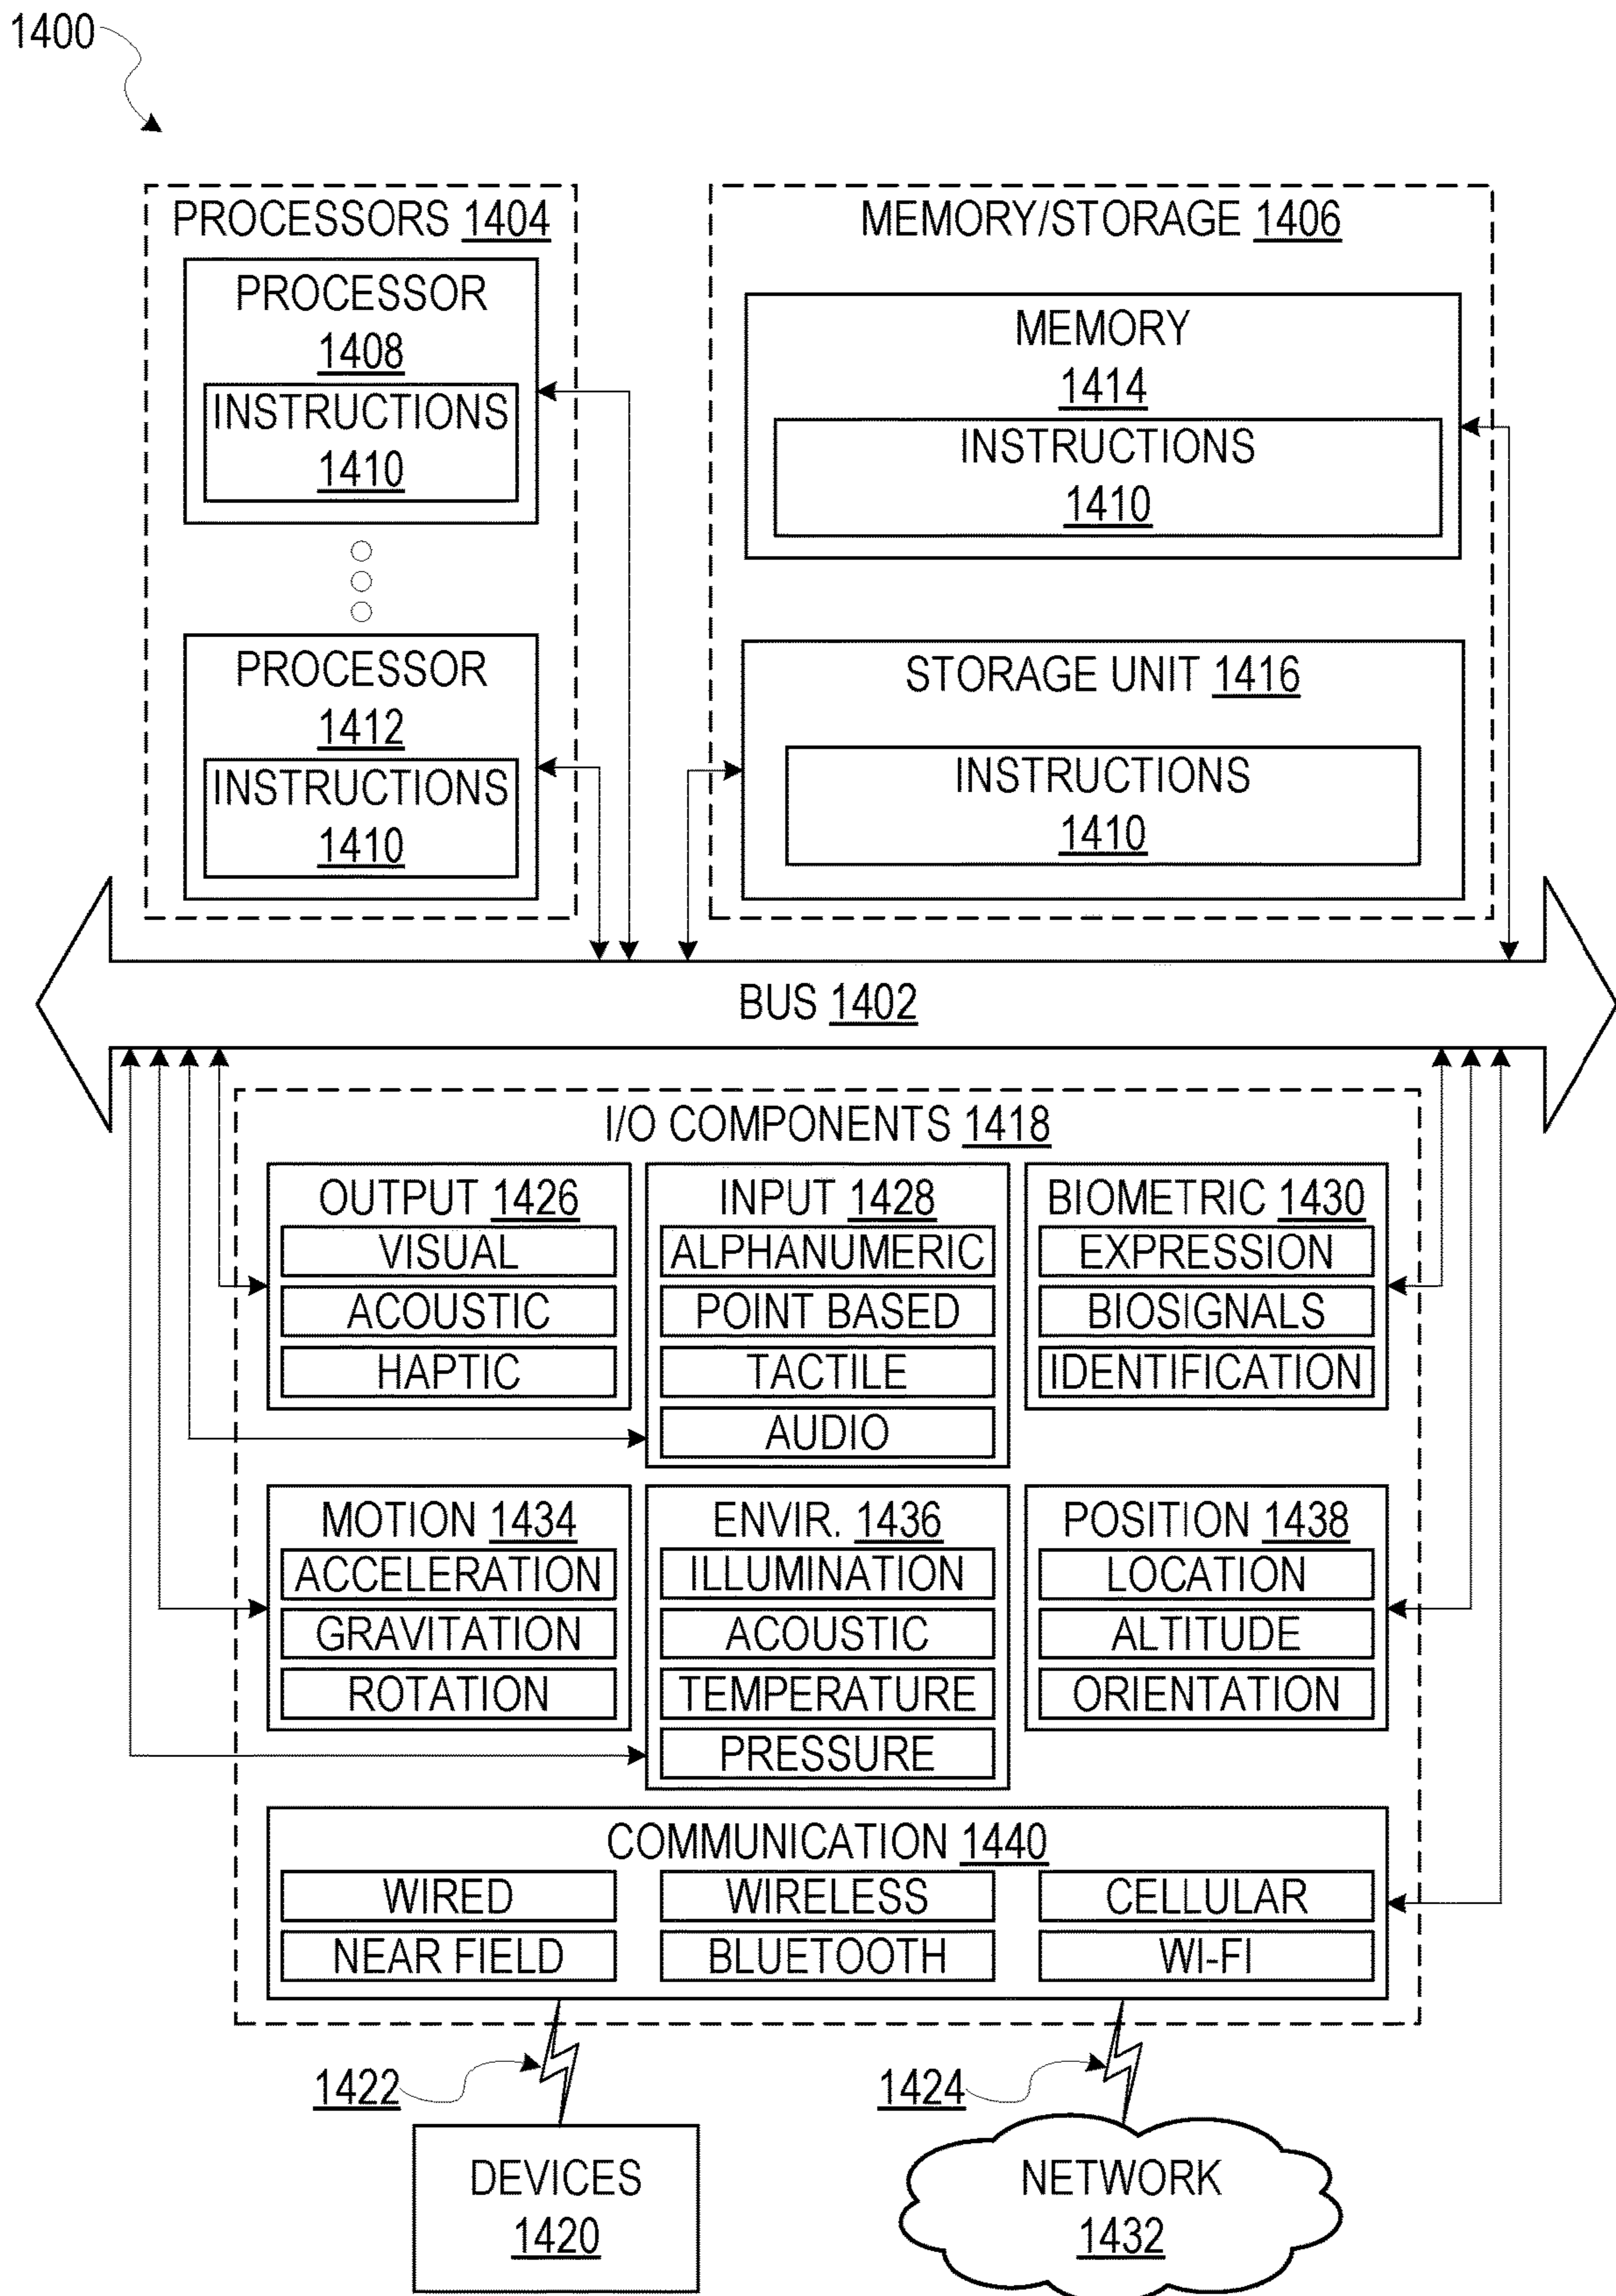 1400
PROCESSORS 1404
PROCESSOR
1408
INSTRUCTIONS
1410
PROCESSOR
1412
INSTRUCTIONS
1410
MEMORY/STORAGE 1406
MEMORY
1414
INSTRUCTIONS
1410
STORAGE UNIT 1416
INSTRUCTIONS
1410
BUS 1402
I/O COMPONENTS 1418
OUTPUT 1426
VISUAL
ACOUSTIC
HAPTIC
INPUT 1428
ALPHANUMERIC
POINT BASED
TACTILE
AUDIO
BIOMETRIC 1430
EXPRESSION
BIOSIGNALS
IDENTIFICATION
MOTION 1434
ACCELERATION
GRAVITATION
ROTATION
ENVIR. 1436
ILLUMINATION
ACOUSTIC
TEMPERATURE
PRESSURE
POSITION 1438
LOCATION
ALTITUDE
ORIENTATION
COMMUNICATION 1440
WIRED
WIRELESS
CELLULAR
NEAR FIELD
BLUETOOTH
WI-FI
1422
1424
DEVICES
1420
NETWORK
1432